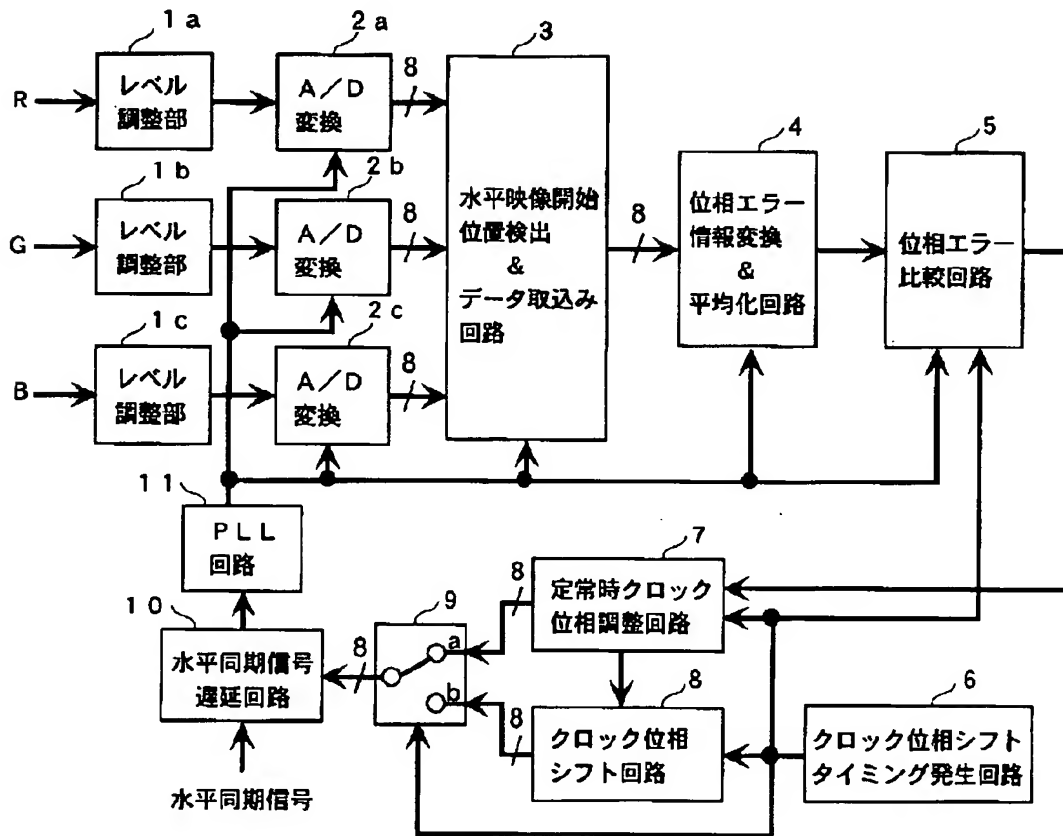 1a
2a
3
R
レベル
調整部
A／D
変換
8
4
5
1b
2b
水平映像開始
位置検出
&
データ取込み
回路
G
レベル
調整部
A／D
変換
8
8
位相エラー
情報変換
&
平均化回路
位相エラー
比較回路
1c
2c
B
レベル
調整部
A／D
変換
8
11
PLL
回路
7
10
9
8
定常時クロック
位相調整回路
水平同期信号
遅延回路
8
a
b
8
8
6
クロック位相
シフト回路
クロック位相シフト
タイミング発生回路
水平同期信号